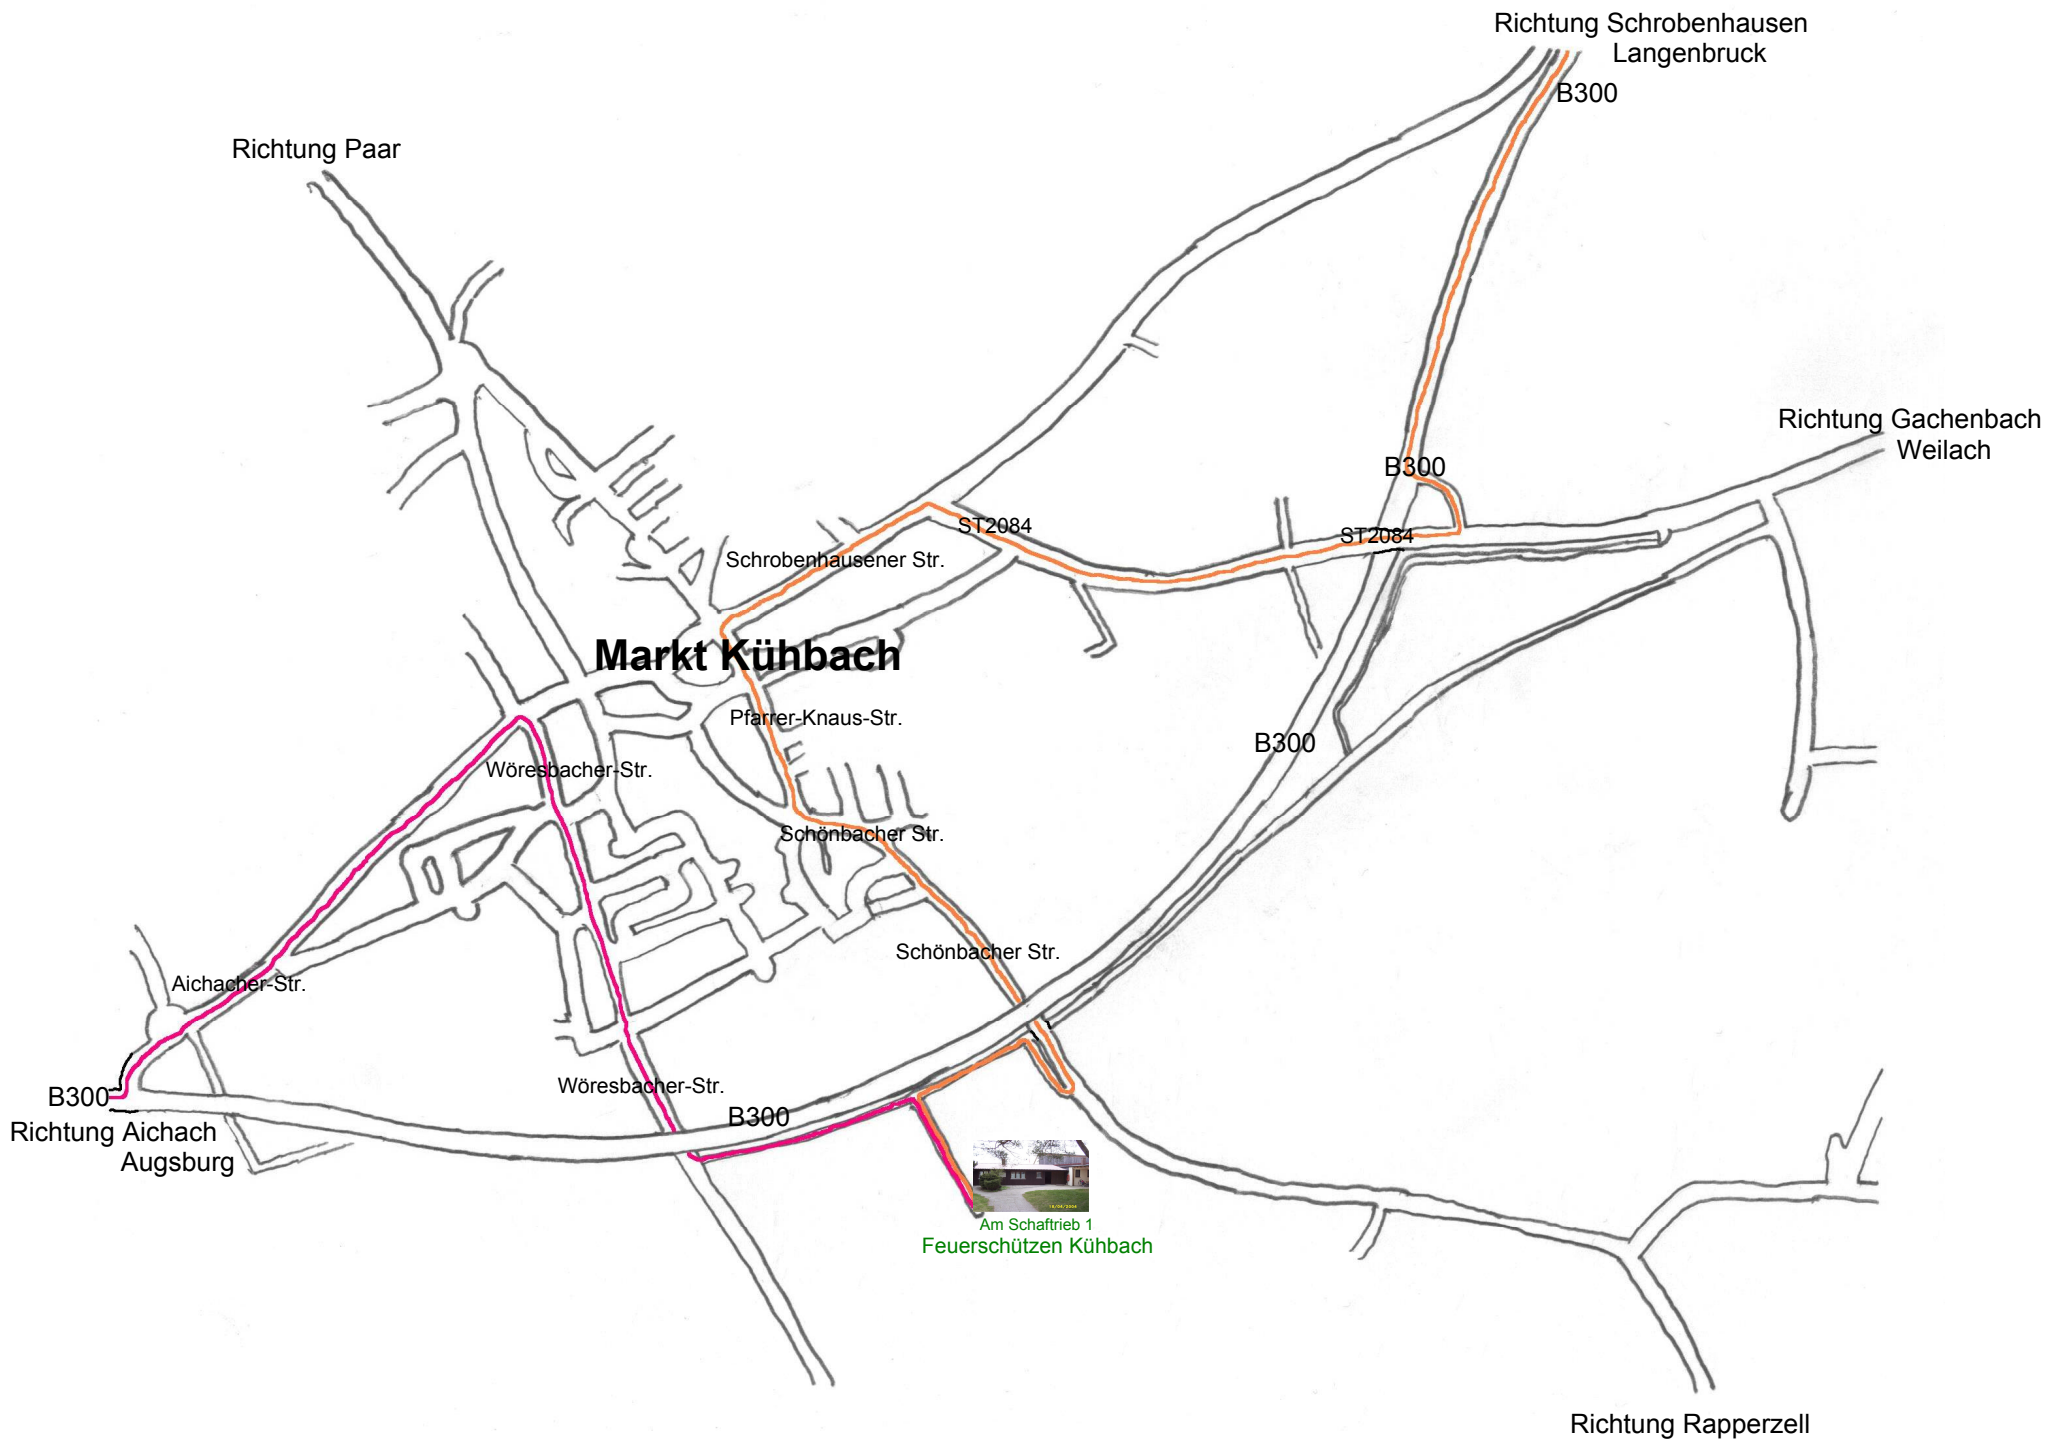 Richtung Schrobenhausen
Langenbruck
B300
Richtung Paar
Richtung Gachenbach
Weilach
B300
ST2084
ST2084
Schrobenhausener Str.
Markt Kühbach
Pfarrer-Knaus-Str.
B300
Wöresbacher-Str.
Schönbacher Str.
Schönbacher Str.
Aichacher-Str.
Wöresbacher-Str.
B300
B300
Richtung Aichach
Augsburg
Am Schaftrieb 1
Feuerschützen Kühbach
Richtung Rapperzell